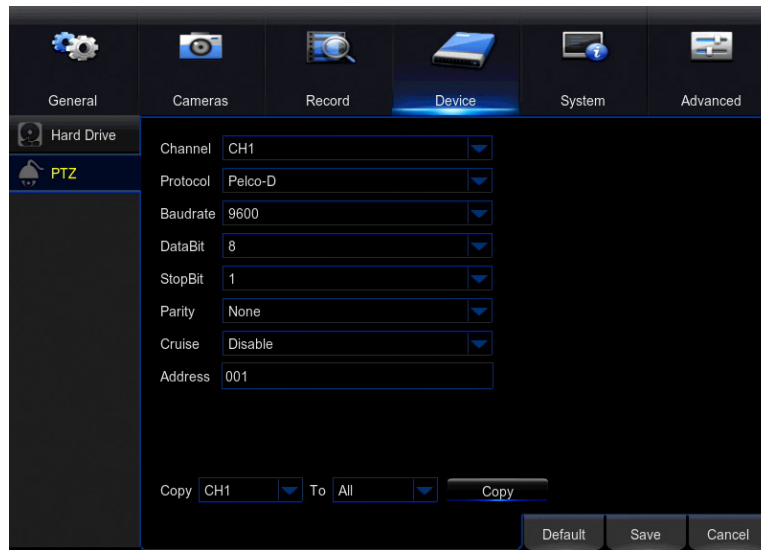 General Cameras Record Device System Advanced
Hard Drive
PTZ
Channel CH1
Protocol Pelco-D
Baudrate 9600
DataBit 8
StopBit 1
Parity None
Cruise Disable
Address 001
Copy CH1 To All Copy
Default Save Cancel